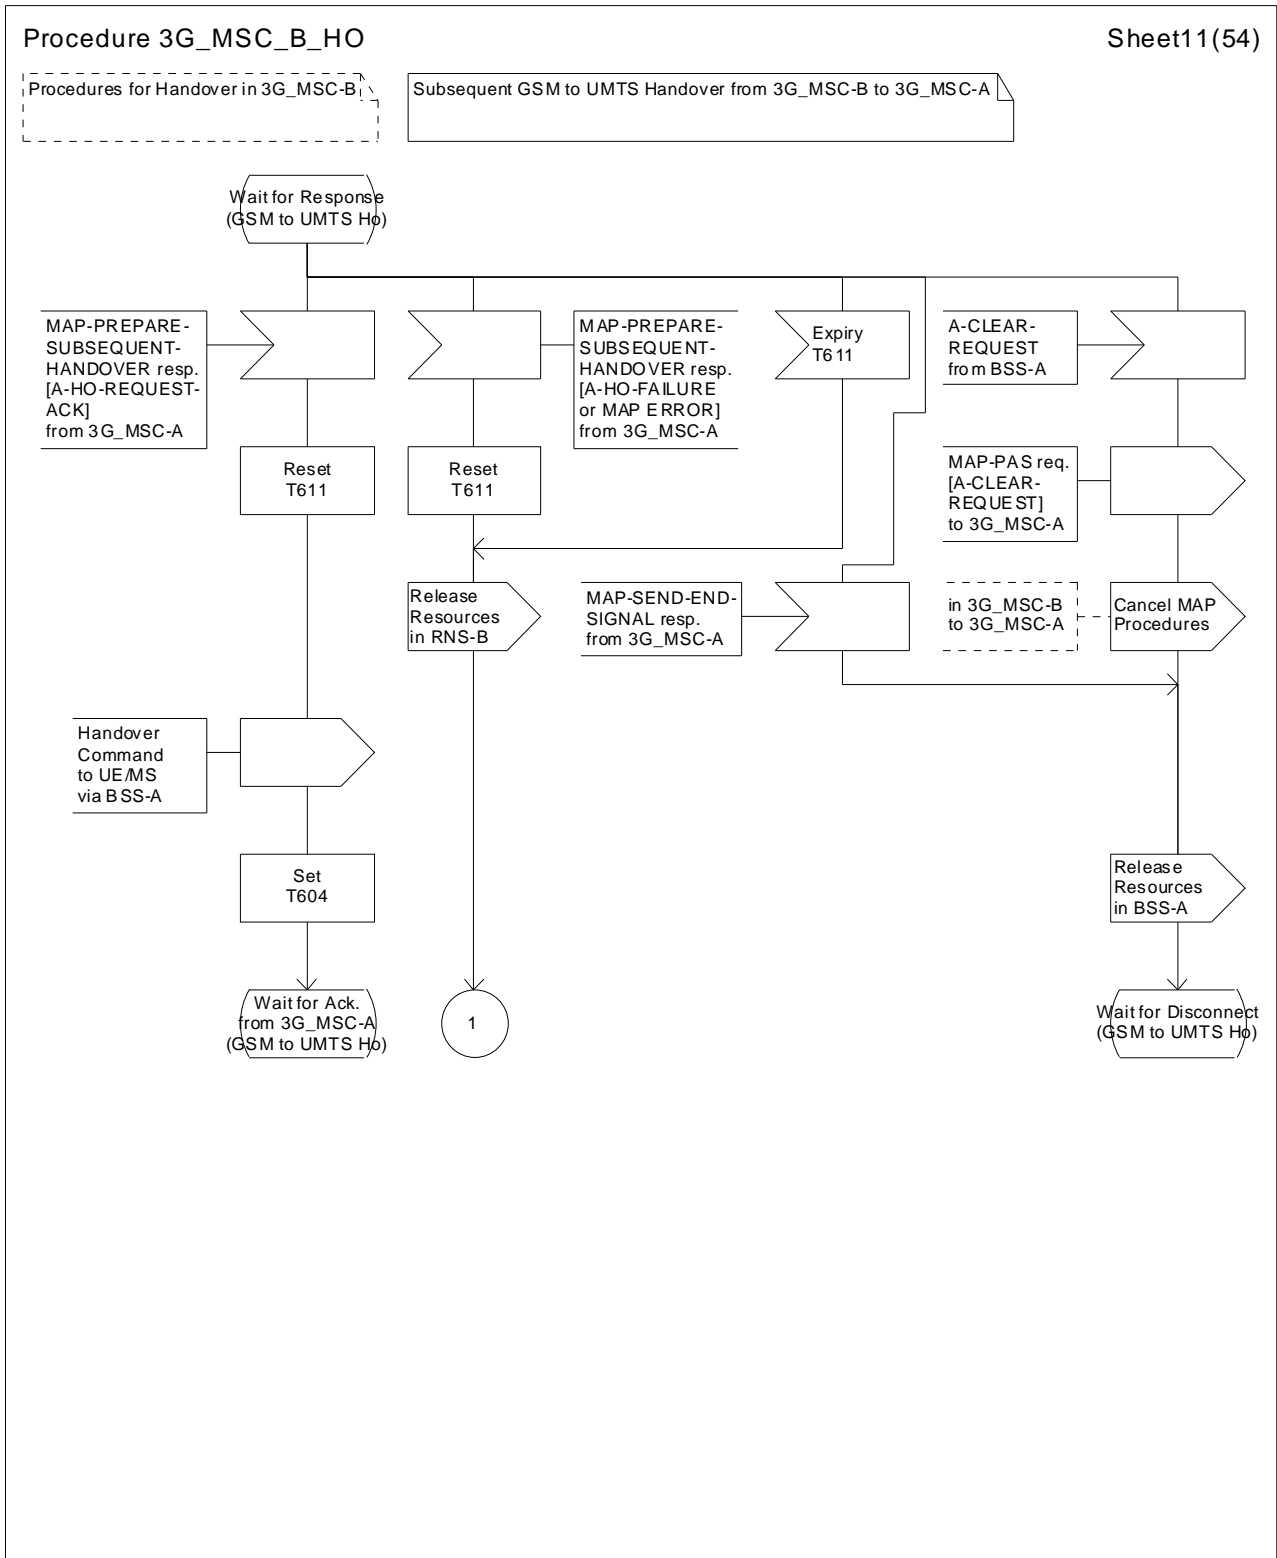 Procedure 3G_MSC_B_HO
Sheet11(54)
Procedures for Handover in 3G_MSC-B
Subsequent GSM to UMTS Handover from 3G_MSC-B to 3G_MSC-A
Wait for Response
(GSM to UMTS Ho)
MAP-PREPARE-
SUBSEQUENT-
HANDOVER resp.
[A-HO-REQUEST-
ACK]
from 3G_MSC-A
MAP-PREPARE-
SUBSEQUENT-
HANDOVER resp.
[A-HO-FAILURE
or MAP ERROR]
from 3G_MSC-A
Expiry
T611
A-CLEAR-
REQUEST
from BSS-A
Reset
T611
Reset
T611
MAP-PAS req.
[A-CLEAR-
REQUEST]
to 3G_MSC-A
Release
Resources
in RNS-B
MAP-SEND-END-
SIGNAL resp.
from 3G_MSC-A
in 3G_MSC-B
to 3G_MSC-A
Cancel MAP
Procedures
Handover
Command
to UE/MS
via BSS-A
Set
T604
Release
Resources
in BSS-A
Wait for Ack.
from 3G_MSC-A
(GSM to UMTS Ho)
1
Wait for Disconnect
(GSM to UMTS Ho)